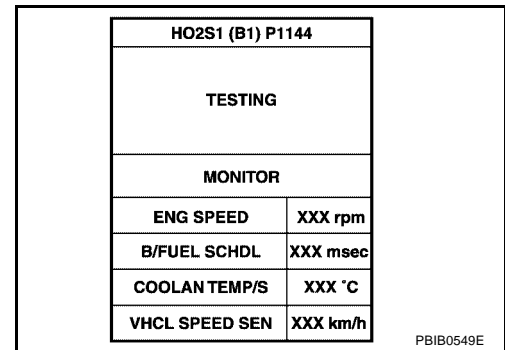 HO2S1 (B1) P1144
TESTING
MONITOR
ENG SPEED XXX rpm
B/FUEL SCHDL XXX msec
COOLAN TEMP/S XXX °C
VHCL SPEED SEN XXX km/h
PBIB0549E